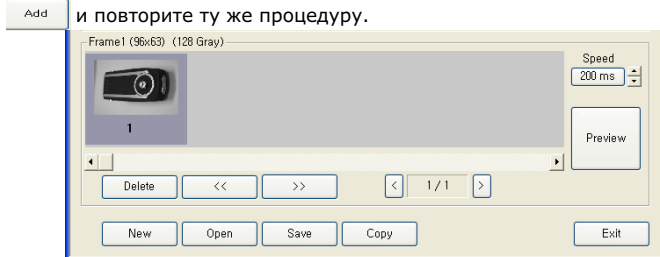 Add и повторите ту же процедуру.
Frame1 (96x63) (128 Gray)
Speed
200 ms
1
Preview
Delete << >> < 1 / 1 >
New Open Save Copy Exit